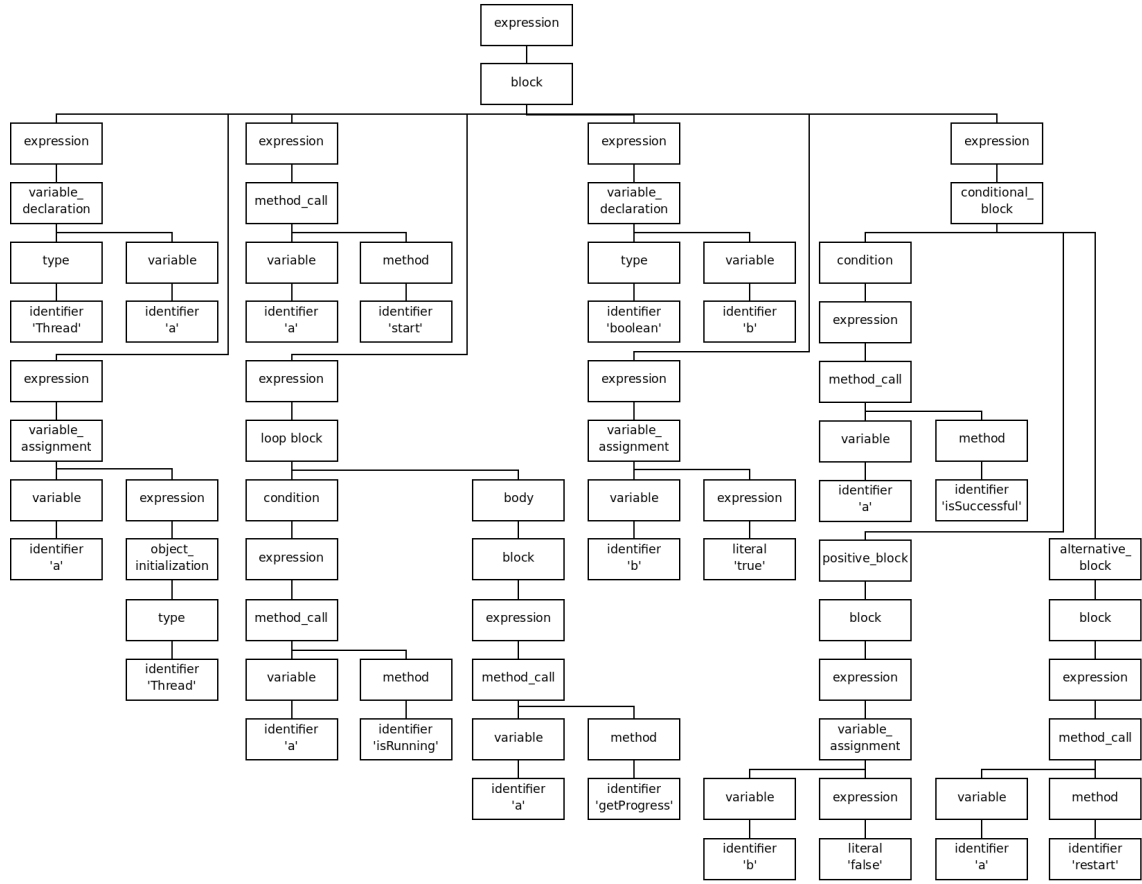 expression
block
expression
expression
expression
expression
variable_
declaration
method_call
variable_
declaration
conditional_
block
type
variable
variable
method
type
variable
condition
identifier
'Thread'
identifier
'a'
identifier
'a'
identifier
'start'
identifier
'boolean'
identifier
'b'
expression
expression
expression
expression
method_call
variable_
assignment
loop block
variable_
assignment
variable
method
variable
expression
condition
body
variable
expression
identifier
'a'
identifier
'isSuccessful'
identifier
'a'
object_
initialization
expression
block
identifier
'b'
literal
'true'
positive_block
alternative_
block
type
method_call
expression
block
block
identifier
'Thread'
variable
method
method_call
expression
expression
identifier
'a'
identifier
'isRunning'
variable
method
variable_
assignment
method_call
identifier
'a'
identifier
'getProgress'
variable
expression
variable
method
identifier
'b'
literal
'false'
identifier
'a'
identifier
'restart'